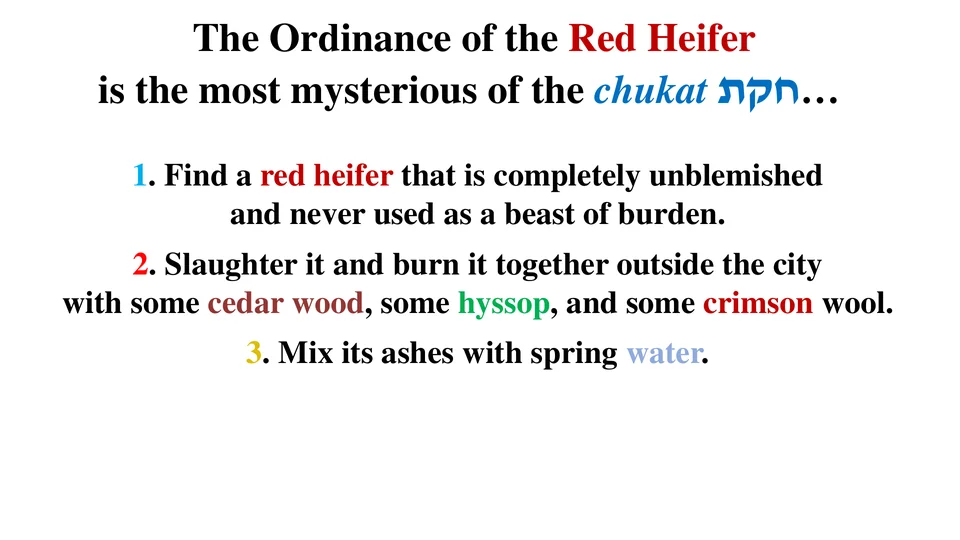 The Ordinance of the Red Heifer
is the most mysterious of the chukat חקת…
1. Find a red heifer that is completely unblemished
and never used as a beast of burden.
2. Slaughter it and burn it together outside the city
with some cedar wood, some hyssop, and some crimson wool.
3. Mix its ashes with spring water.